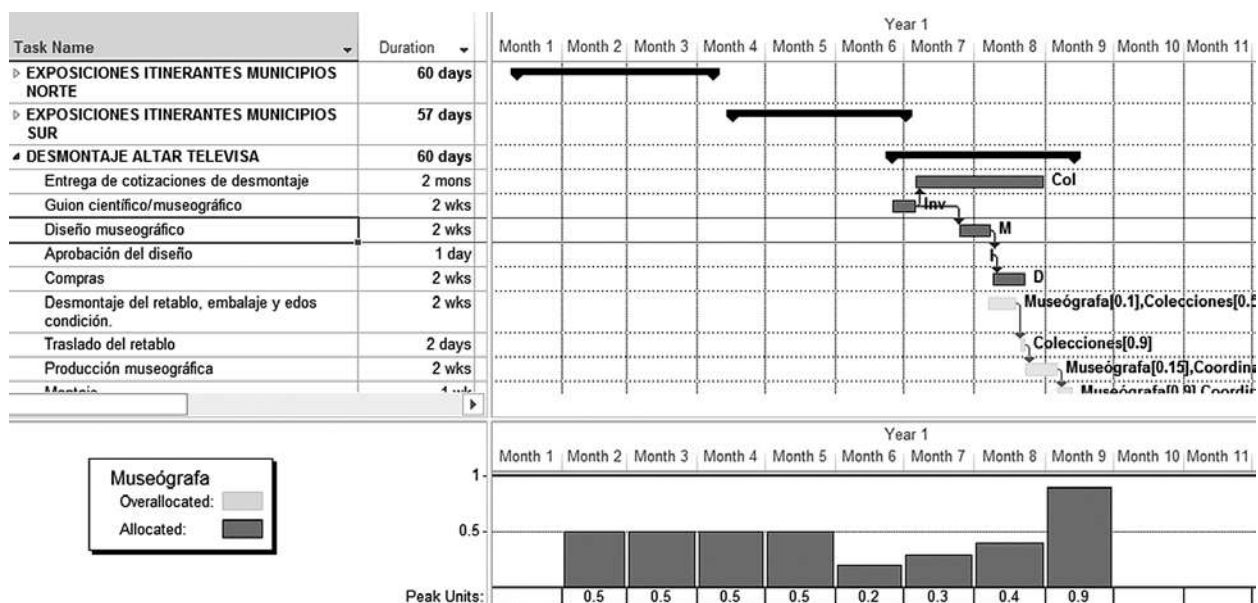 Year 1
Task Name Duration Month 1 Month 2 Month 3 Month 4 Month 5 Month 6 Month 7 Month 8 Month 9 Month 10 Month 11
EXPOSICIONES ITINERANTES MUNICIPIOS 60 days
NORTE
EXPOSICIONES ITINERANTES MUNICIPIOS 57 days
SUR
DESMONTAJE ALTAR TELEVISA 60 days
Entrega de cotizaciones de desmontaje 2 mons Col
Guion científico/museográfico 2 wks Inv
Diseño museográfico 2 wks M
Aprobación del diseño 1 day
Compras 2 wks D
Desmontaje del retablo, embalaje y edos 2 wks Museógrafa[0.1],Colecciones[0.5
condición.
Traslado del retablo 2 days Colecciones[0.9]
Producción museográfica 2 wks Museógrafa[0.15],Coordina
Montaje 1 wk Museógrafa[0.9],Coordin
Year 1
Month 1 Month 2 Month 3 Month 4 Month 5 Month 6 Month 7 Month 8 Month 9 Month 10 Month 11
Museógrafa
Overallocated:
Allocated:
1
0.5
Peak Units: 0.5 0.5 0.5 0.5 0.2 0.3 0.4 0.9